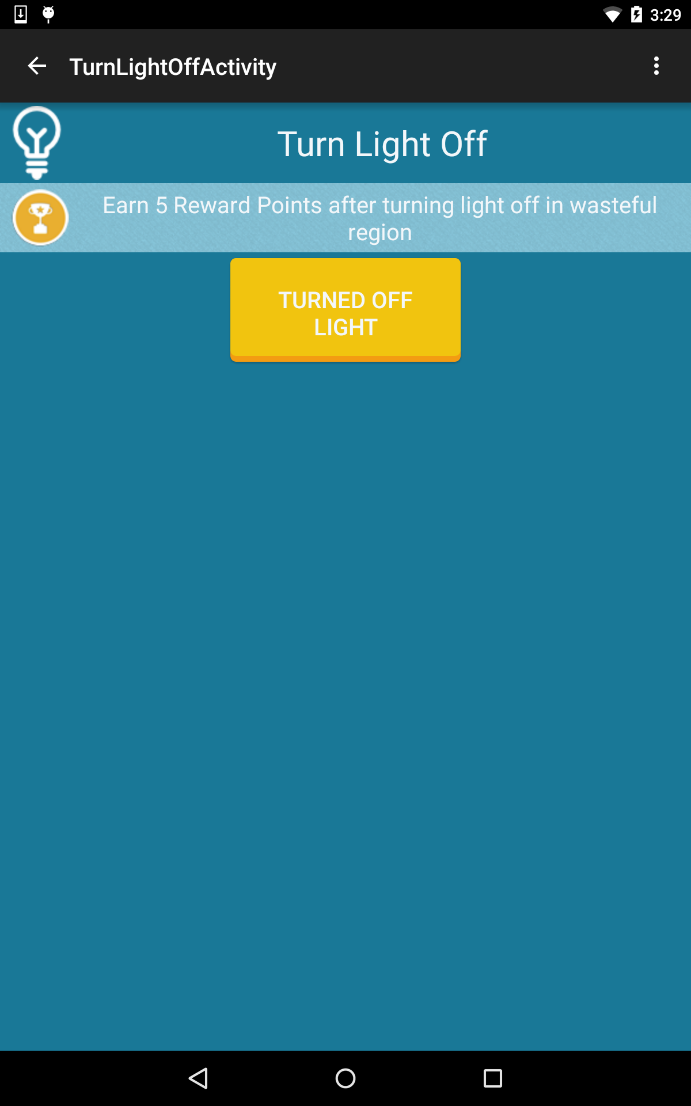 3:29
TurnLightOffActivity
Turn Light Off
Earn 5 Reward Points after turning light off in wasteful
region
TURNED OFF
LIGHT